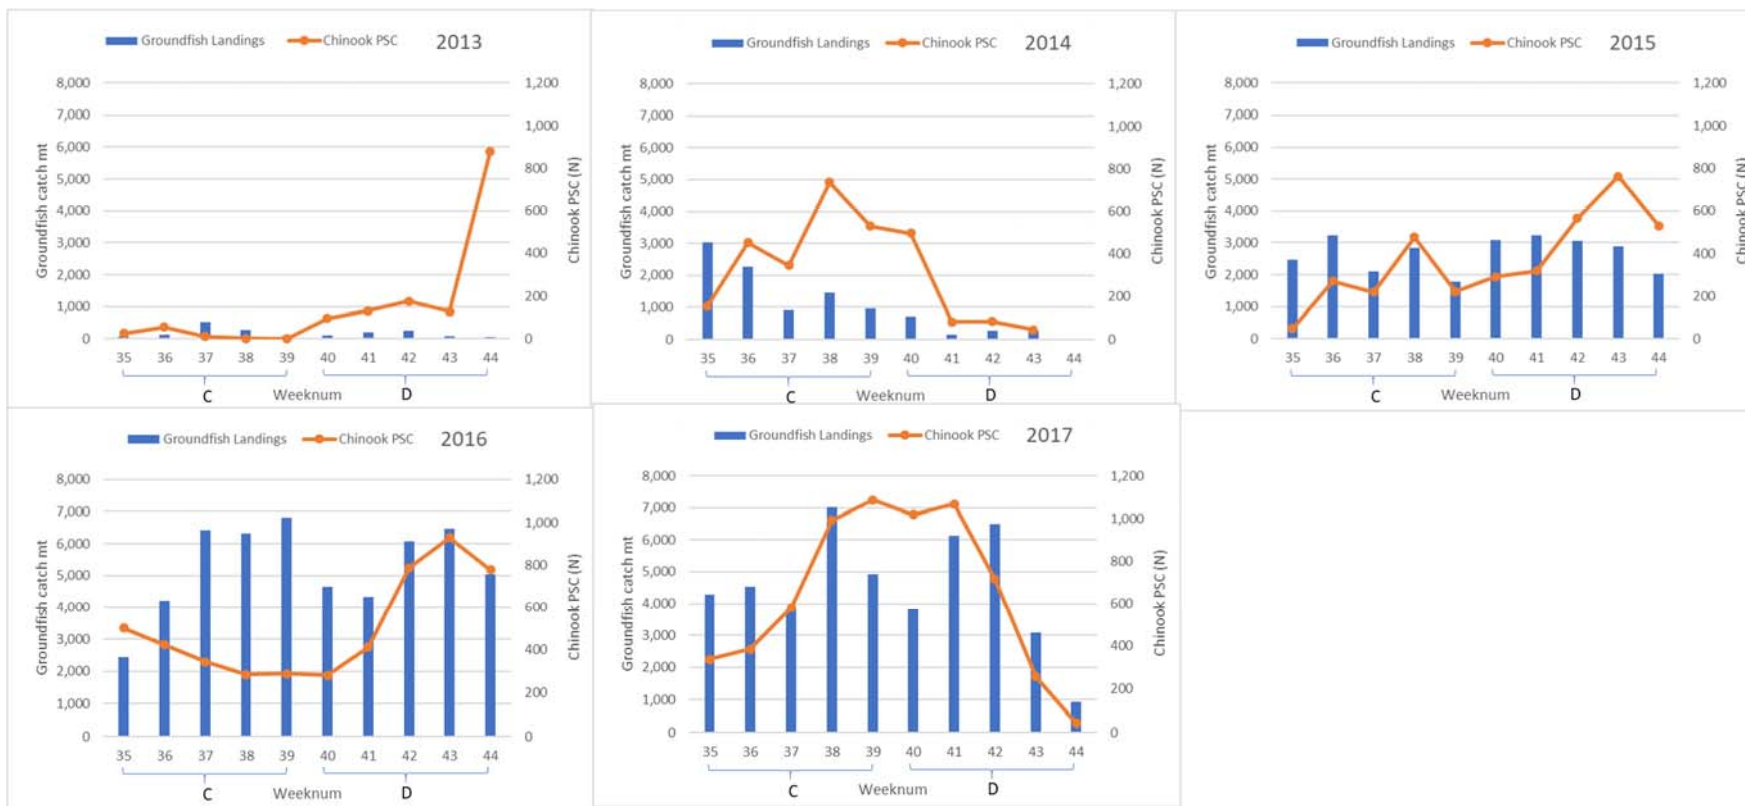 Groundfish Landings Chinook PSC 2013
8,000 1,200
7,000
1,000
6,000
800
5,000
4,000 600
3,000
400
2,000
200
1,000
0 0
35 36 37 38 39 40 41 42 43 44
C Weeknum D
Groundfish catch mt
Chinook PSC (N)
Groundfish Landings Chinook PSC 2014
8,000 1,200
7,000
1,000
6,000
800
5,000
4,000 600
3,000
400
2,000
200
1,000
0 0
35 36 37 38 39 40 41 42 43 44
C Weeknum D
Groundfish catch mt
Chinook PSC (N)
Groundfish Landings Chinook PSC 2015
8,000 1,200
7,000
1,000
6,000
800
5,000
4,000 600
3,000
400
2,000
200
1,000
0 0
35 36 37 38 39 40 41 42 43 44
C Weeknum D
Groundfish catch mt
Chinook PSC (N)
Groundfish Landings Chinook PSC 2016
8,000 1,200
7,000
1,000
6,000
800
5,000
4,000 600
3,000
400
2,000
200
1,000
0 0
35 36 37 38 39 40 41 42 43 44
C Weeknum D
Groundfish catch mt
Chinook PSC (N)
Groundfish Landings Chinook PSC 2017
8,000 1,200
7,000
1,000
6,000
800
5,000
4,000 600
3,000
400
2,000
200
1,000
0 0
35 36 37 38 39 40 41 42 43 44
C Weeknum D
Groundfish catch mt
Chinook PSC (N)